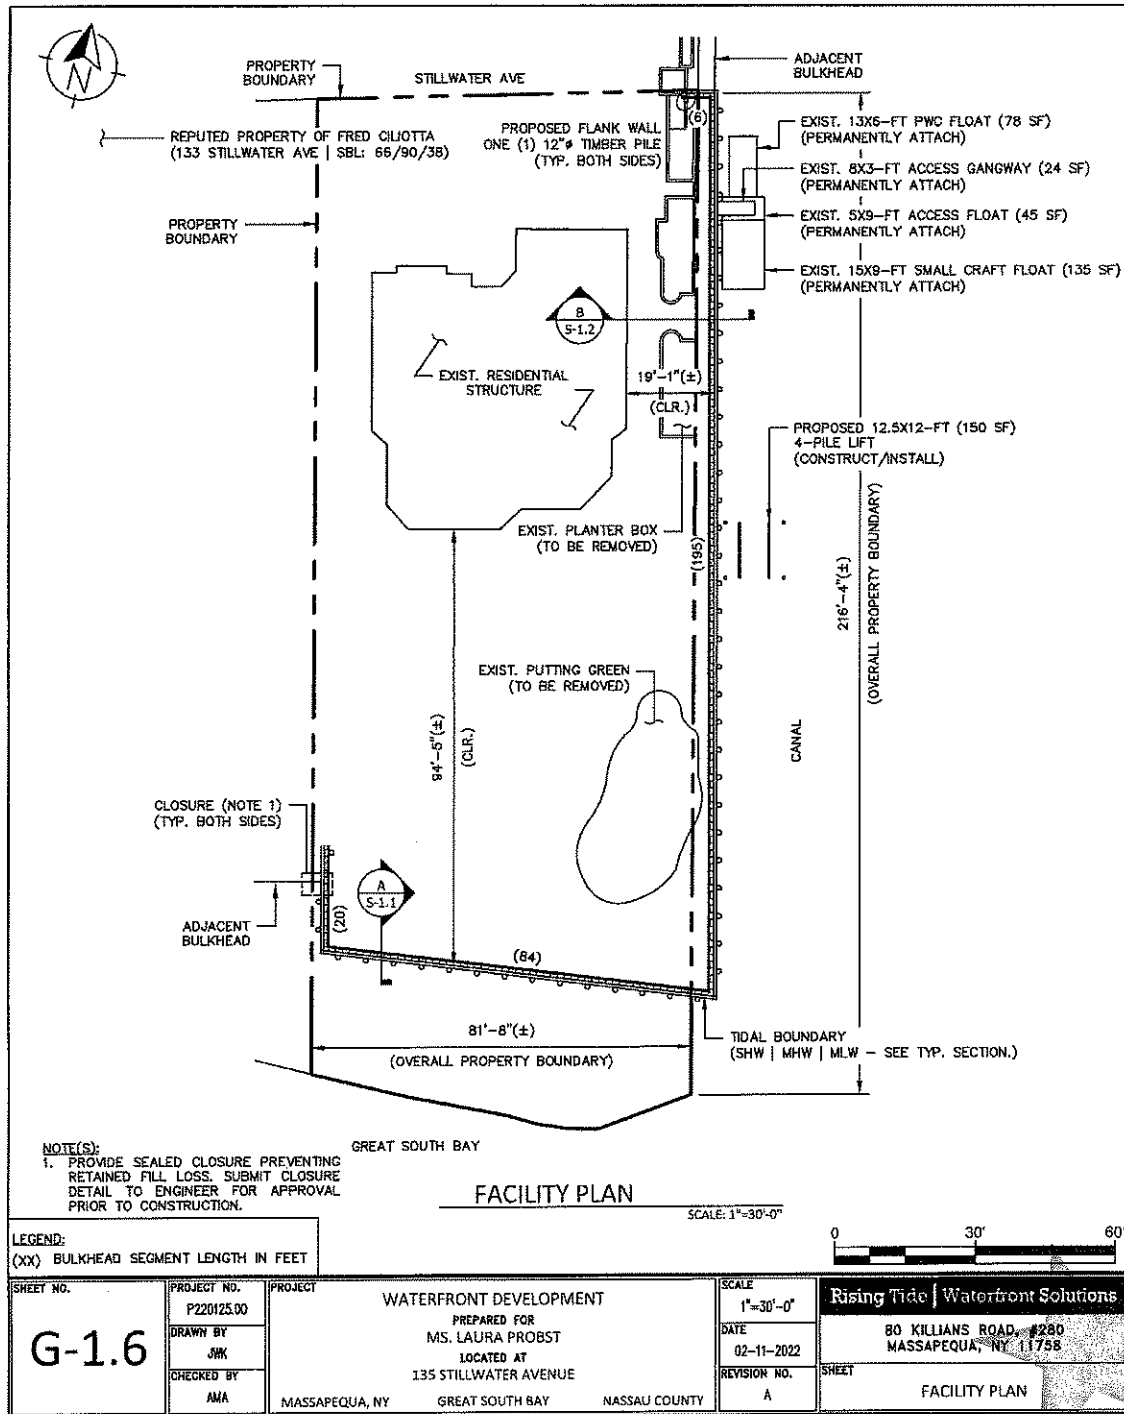 N
PROPERTY
BOUNDARY
STILLWATER AVE
ADJACENT
BULKHEAD
REPUTED PROPERTY OF FRED CILIOTTA
(133 STILLWATER AVE | SBL: 66/90/38)
PROPOSED FLANK WALL
ONE (1) 12"ø TIMBER PILE
(TYP. BOTH SIDES)
(6)
EXIST. 13X6-FT PWC FLOAT (78 SF)
(PERMANENTLY ATTACH)
EXIST. 8X3-FT ACCESS GANGWAY (24 SF)
(PERMANENTLY ATTACH)
EXIST. 5X9-FT ACCESS FLOAT (45 SF)
(PERMANENTLY ATTACH)
EXIST. 15X9-FT SMALL CRAFT FLOAT (135 SF)
(PERMANENTLY ATTACH)
PROPERTY
BOUNDARY
B
S-1.2
EXIST. RESIDENTIAL
STRUCTURE
19'-1"(±)
(CLR.)
PROPOSED 12.5X12-FT (150 SF)
4-PILE LIFT
(CONSTRUCT/INSTALL)
EXIST. PLANTER BOX
(TO BE REMOVED)
(195)
216'-4"(±)
(OVERALL PROPERTY BOUNDARY)
EXIST. PUTTING GREEN
(TO BE REMOVED)
94'-5"(±)
(CLR.)
CANAL
CLOSURE (NOTE 1)
(TYP. BOTH SIDES)
A
S-1.1
ADJACENT
BULKHEAD
(20)
(84)
81'-8"(±)
(OVERALL PROPERTY BOUNDARY)
TIDAL BOUNDARY
(SHW | MHW | MLW - SEE TYP. SECTION.)
GREAT SOUTH BAY
NOTE(S):
1. PROVIDE SEALED CLOSURE PREVENTING
RETAINED FILL LOSS. SUBMIT CLOSURE
DETAIL TO ENGINEER FOR APPROVAL
PRIOR TO CONSTRUCTION.
FACILITY PLAN
SCALE: 1"=30'-0"
LEGEND:
(XX) BULKHEAD SEGMENT LENGTH IN FEET
0 30' 60'
SHEET NO.
G-1.6
PROJECT NO.
P220125.00
DRAWN BY
JWK
CHECKED BY
AMA
PROJECT
WATERFRONT DEVELOPMENT
PREPARED FOR
MS. LAURA PROBST
LOCATED AT
135 STILLWATER AVENUE
MASSAPEQUA, NY GREAT SOUTH BAY NASSAU COUNTY
SCALE
1"=30'-0"
DATE
02-11-2022
REVISION NO.
A
Rising Tide | Waterfront Solutions
80 KILLIANS ROAD, #280
MASSAPEQUA, NY 11758
SHEET
FACILITY PLAN